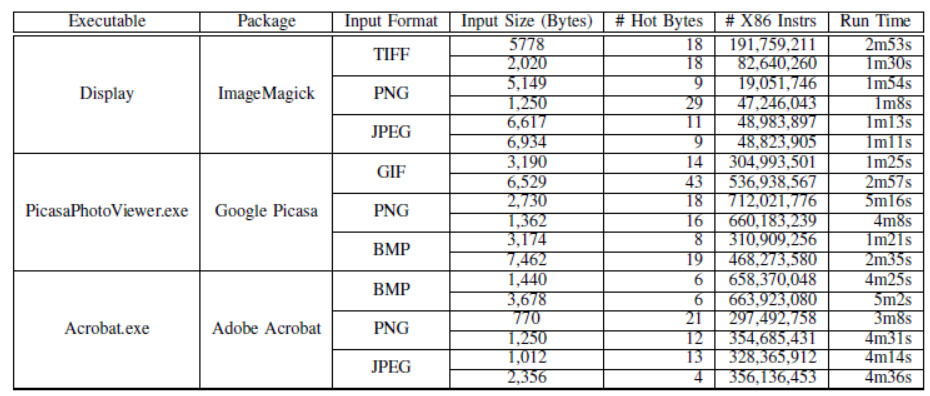 Executable Package Input Format Input Size (Bytes) # Hot Bytes # X86 Instrs Run Time
Display ImageMagick TIFF 5778 18 191,759,211 2m53s
2,020 18 82,640,260 1m30s
PNG 5,149 9 19,051,746 1m54s
1,250 29 47,246,043 1m8s
JPEG 6,617 11 48,983,897 1m13s
6,934 9 48,823,905 1m11s
PicasaPhotoViewer.exe Google Picasa GIF 3,190 14 304,993,501 1m25s
6,529 43 536,938,567 2m57s
PNG 2,730 18 712,021,776 5m16s
1,362 16 660,183,239 4m8s
BMP 3,174 8 310,909,256 1m21s
7,462 19 468,273,580 2m35s
Acrobat.exe Adobe Acrobat BMP 1,440 6 658,370,048 4m25s
3,678 6 663,923,080 5m2s
PNG 770 21 297,492,758 3m8s
1,250 12 354,685,431 4m31s
JPEG 1,012 13 328,365,912 4m14s
2,356 4 356,136,453 4m36s